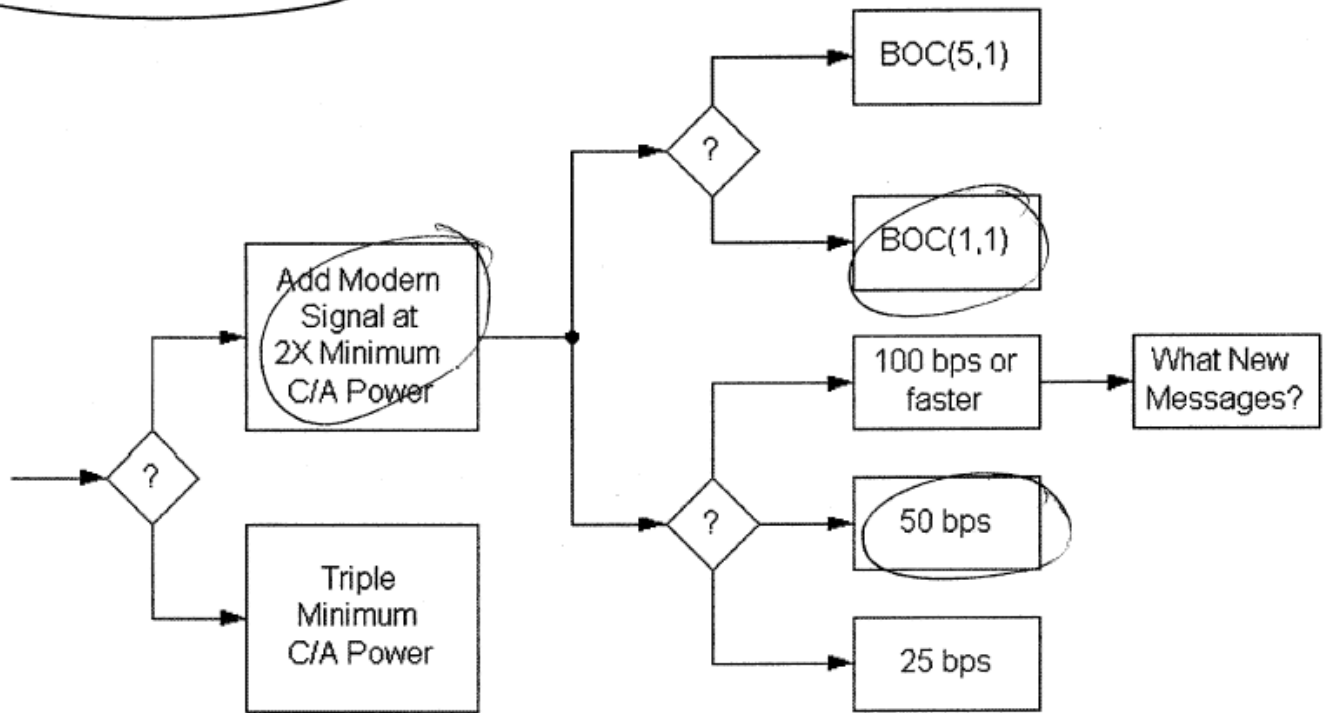 BOC(5,1)
?
BOC(1,1)
Add Modern
Signal at
2X Minimum
C/A Power
?
100 bps or
faster
What New
Messages?
?
50 bps
Triple
Minimum
C/A Power
25 bps